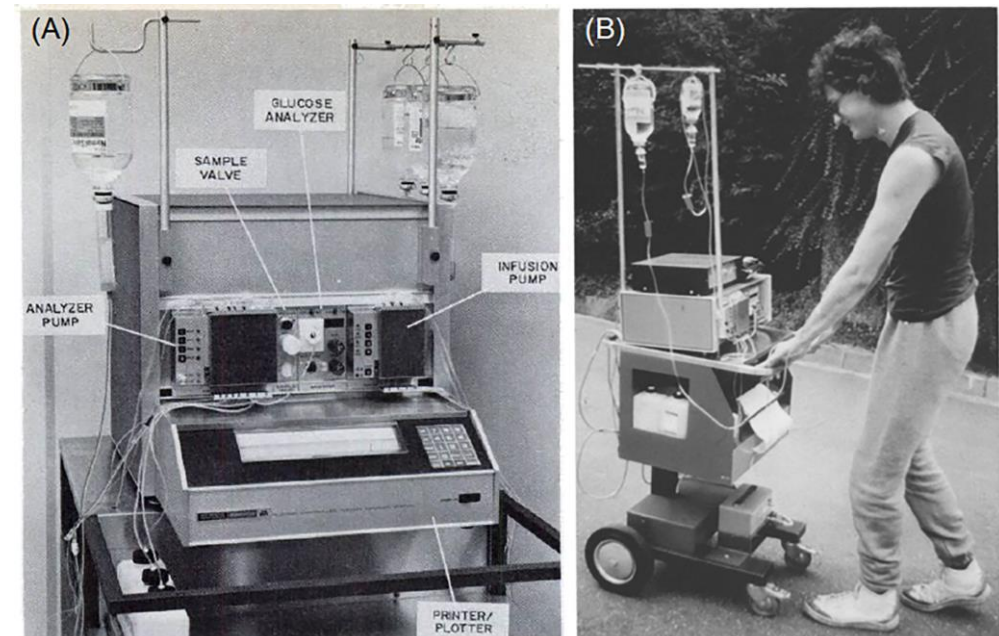 (A)
GLUCOSE
ANALYZER
SAMPLE
VALVE
INFUSION
PUMP
ANALYZER
PUMP
PRINTER/
PLOTTER
(B)